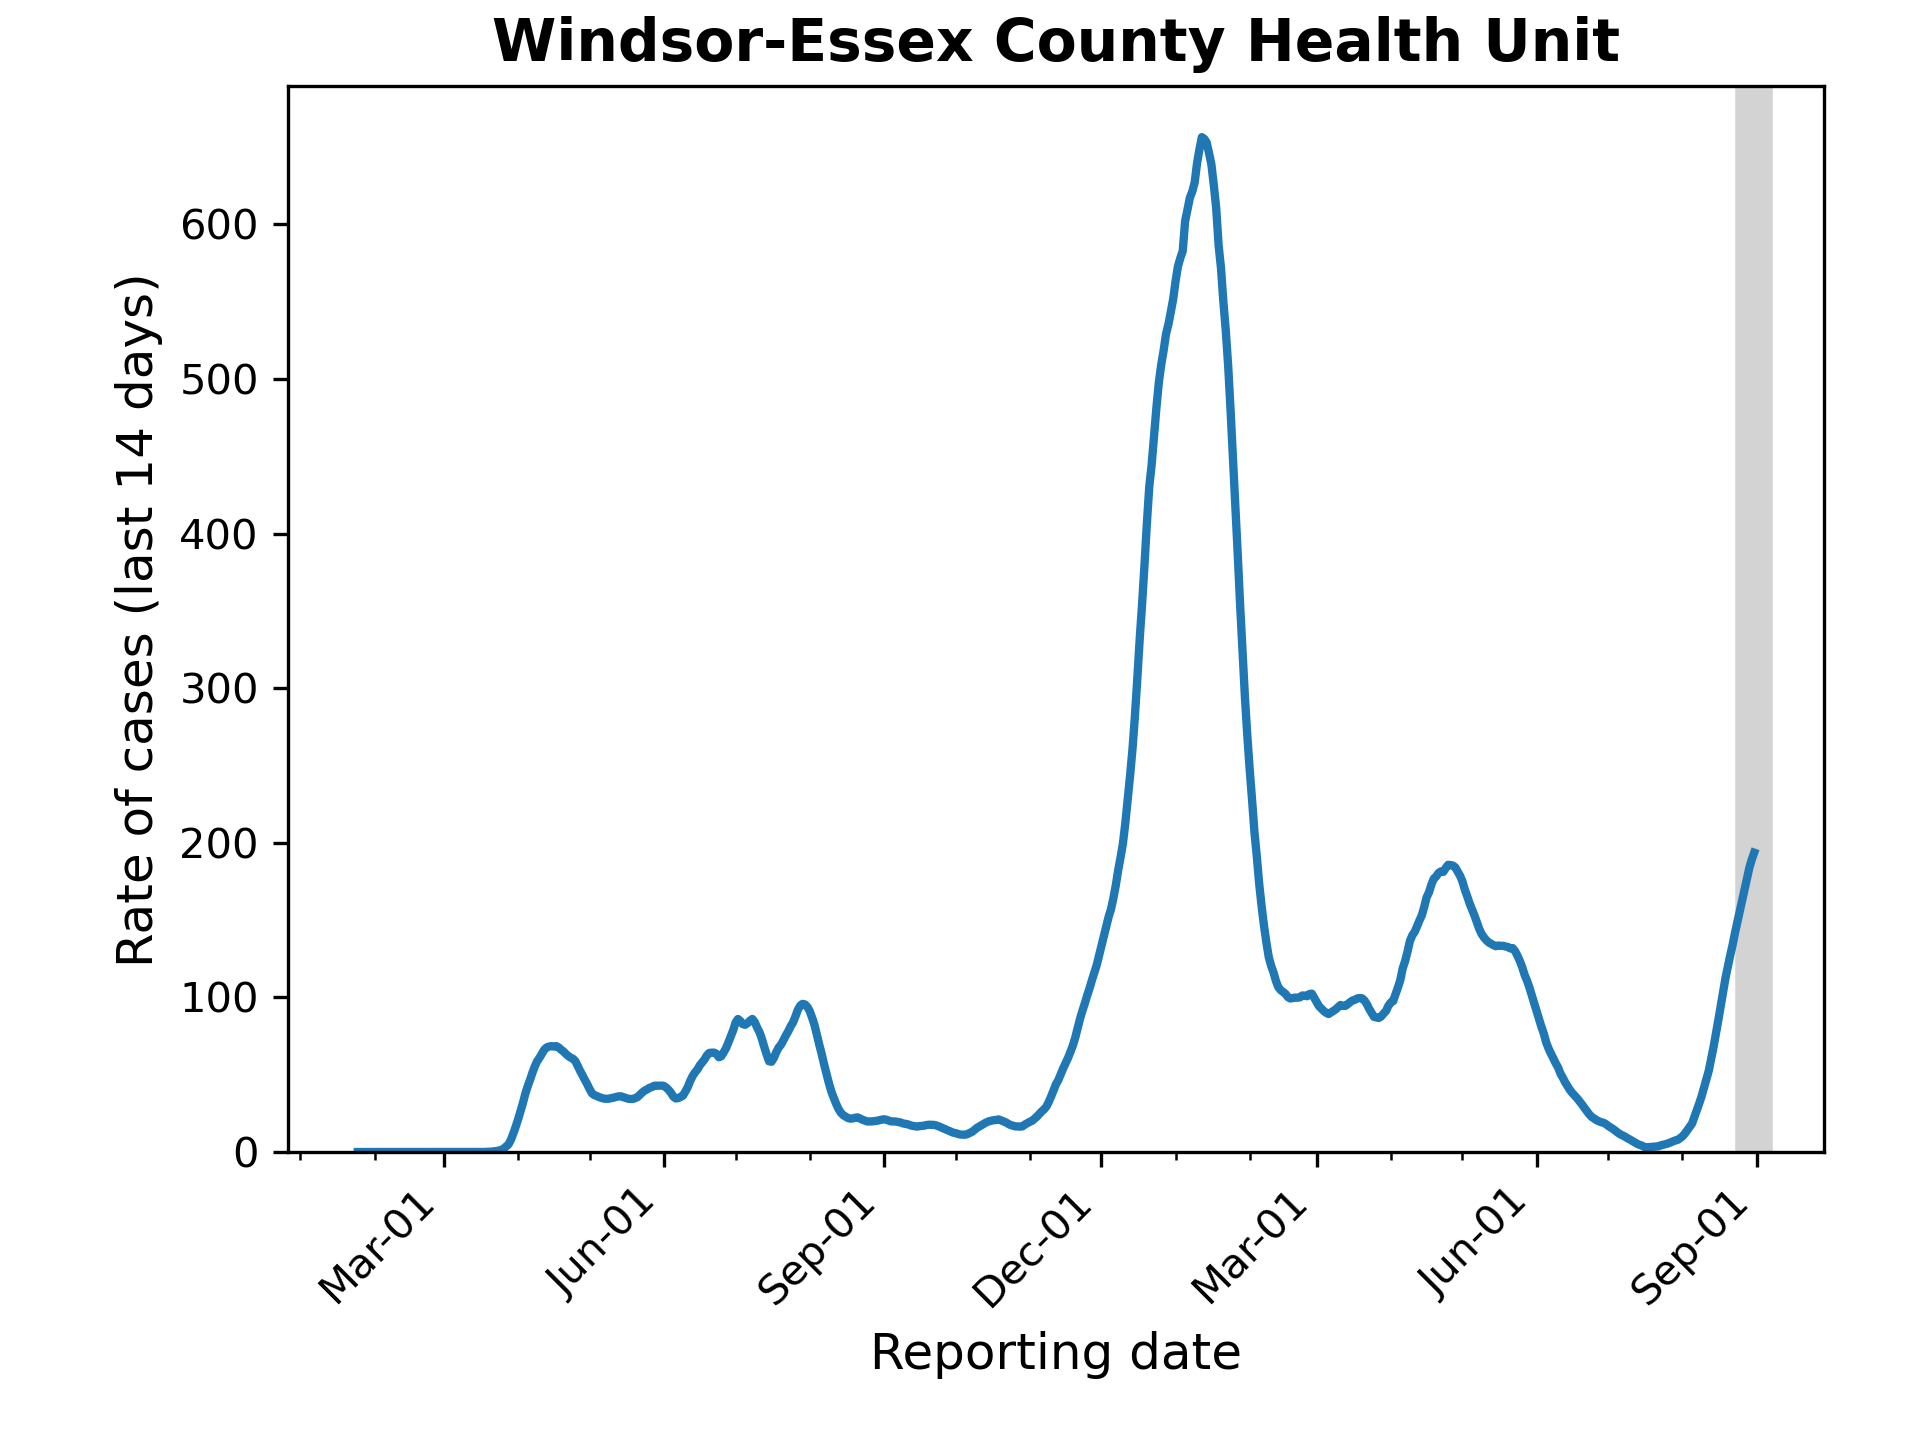 Windsor-Essex County Health Unit
Rate of cases (last 14 days)
600
500
400
300
200
100
0
Mar-01
Jun-01
Sep-01
Dec-01
Mar-01
Jun-01
Sep-01
Reporting date